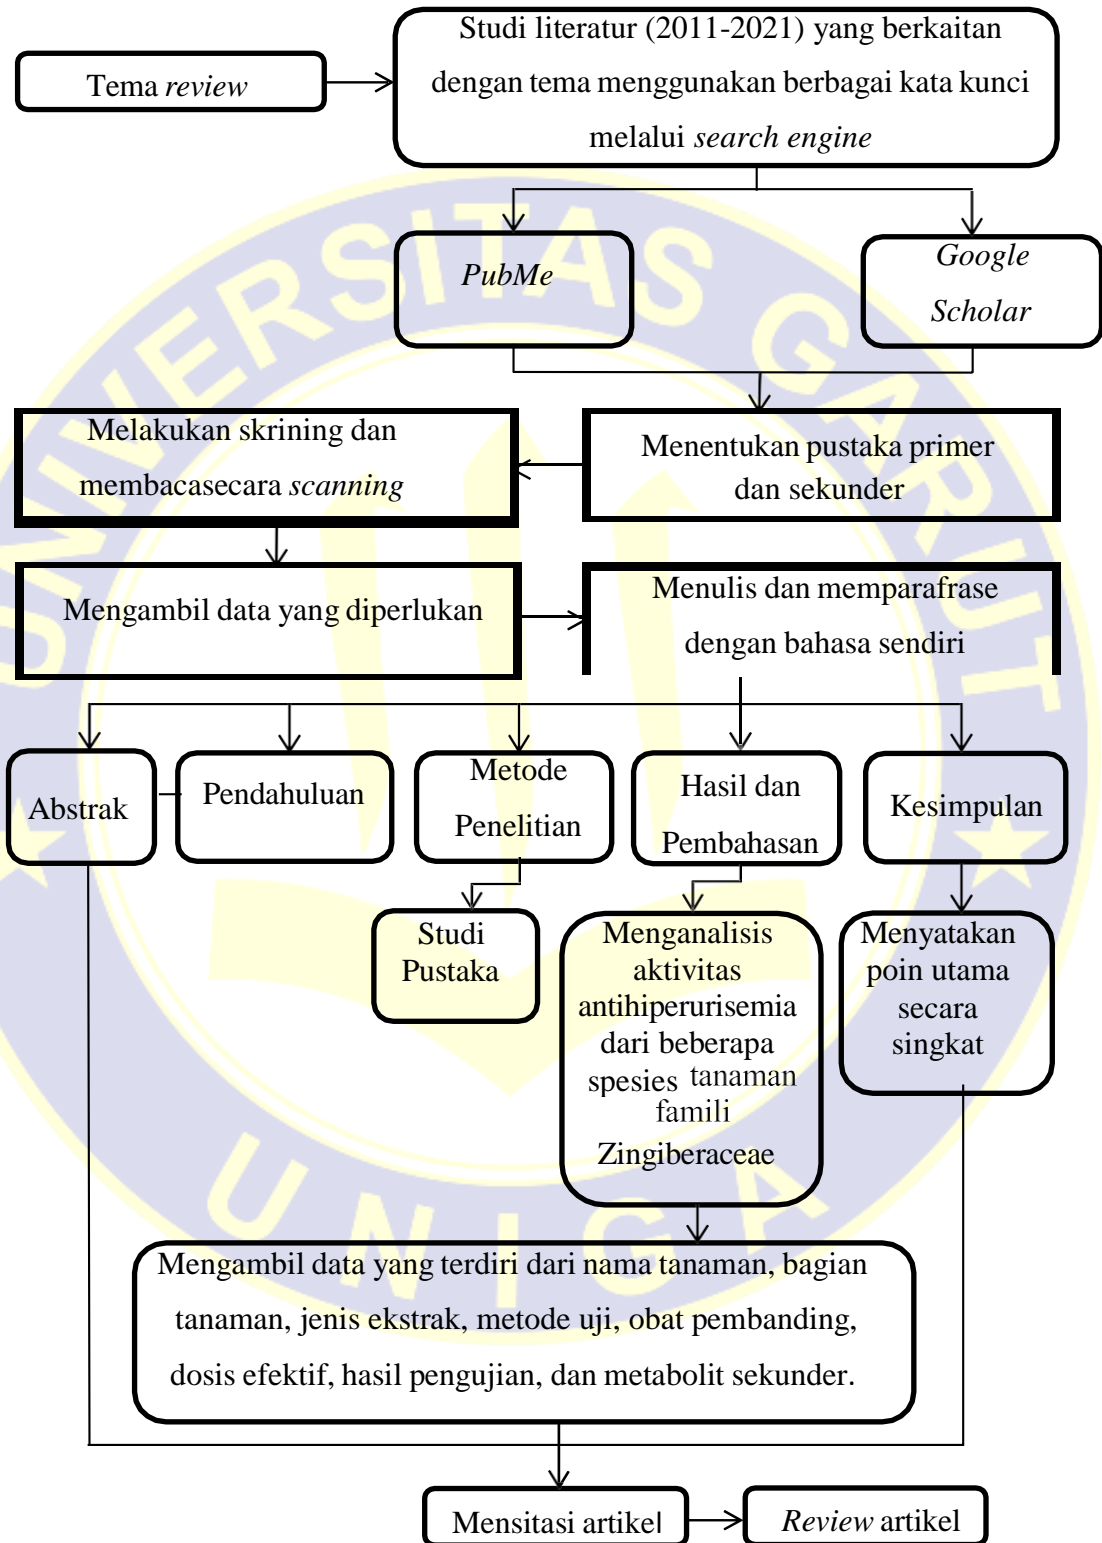 Studi literatur (2011-2021) yang berkaitan
dengan tema menggunakan berbagai kata kunci
melalui search engine
Tema review
PubMe
Google
Scholar
Melakukan skrining dan
membacasecara scanning
Menentukan pustaka primer
dan sekunder
Mengambil data yang diperlukan
Menulis dan memparafrase
dengan bahasa sendiri
Abstrak
Pendahuluan
Metode
Penelitian
Hasil dan
Pembahasan
Kesimpulan
Studi
Pustaka
Menganalisis
aktivitas
antihiperurisemia
dari beberapa
spesies tanaman
famili
Zingiberaceae
Menyatakan
poin utama
secara
singkat
Mengambil data yang terdiri dari nama tanaman, bagian
tanaman, jenis ekstrak, metode uji, obat pembanding,
dosis efektif, hasil pengujian, dan metabolit sekunder.
Mensitasi artikel
Review artikel
UNIVERSITAS GARUT
UNIGA